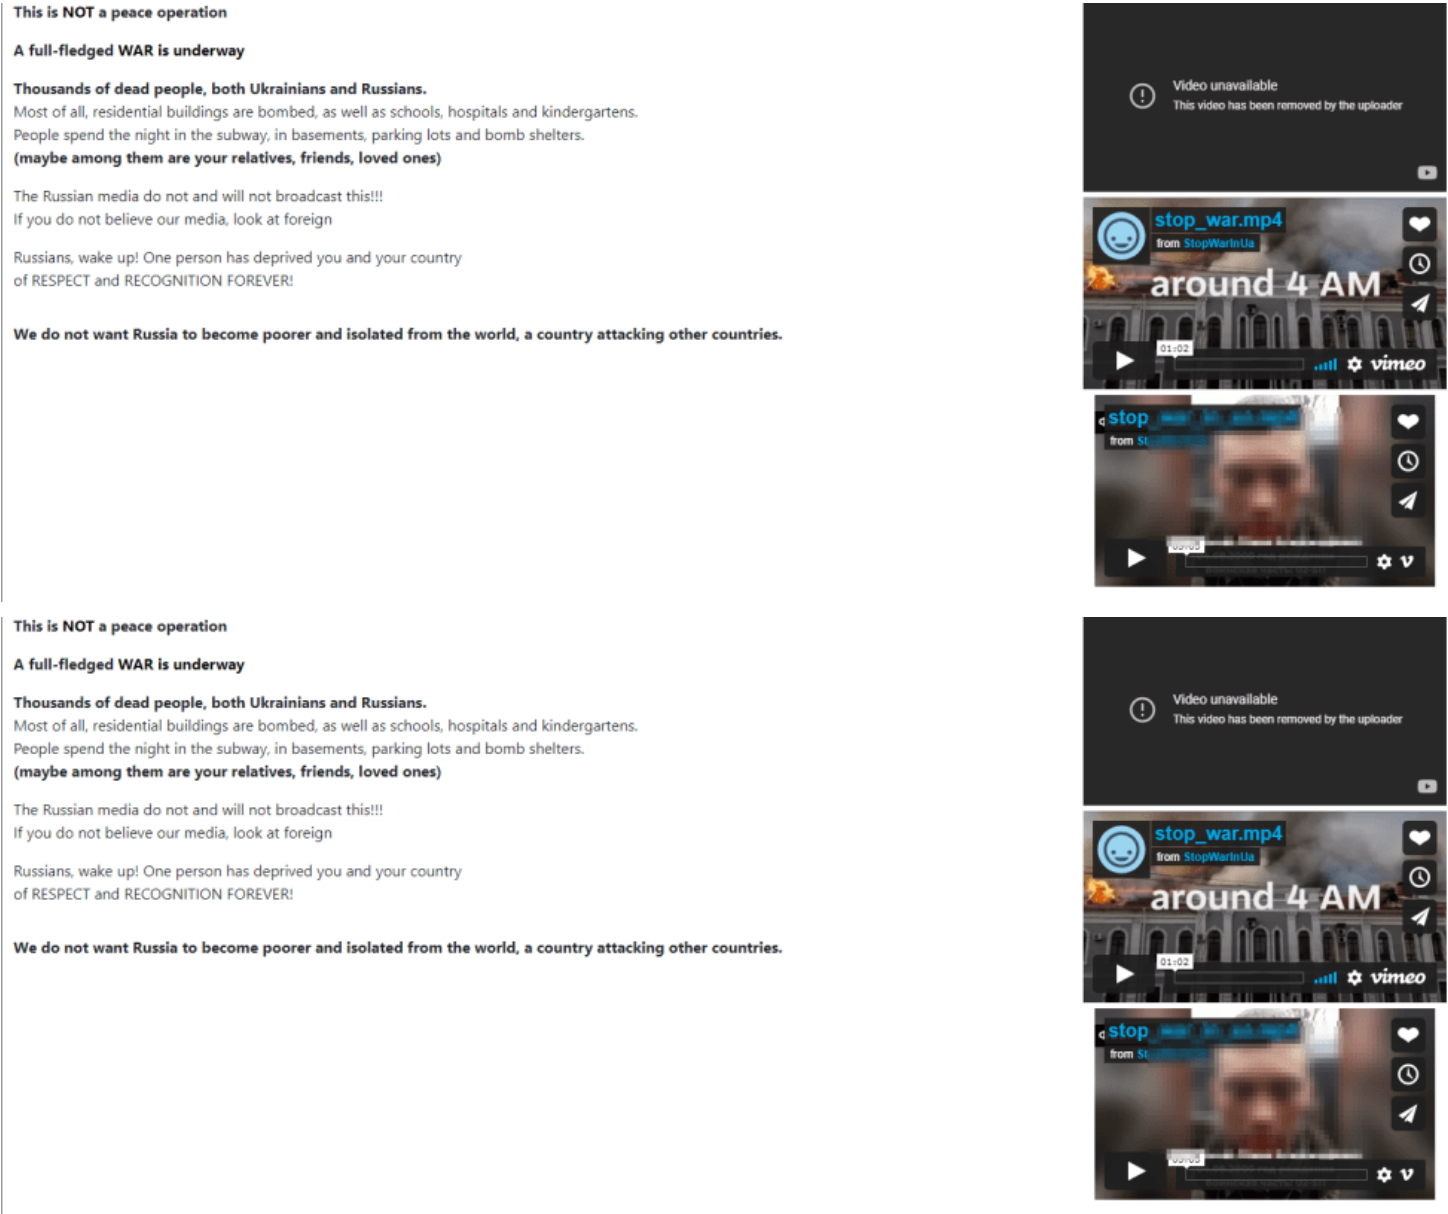 This is NOT a peace operation
A full-fledged WAR is underway
Thousands of dead people, both Ukrainians and Russians.
Most of all, residential buildings are bombed, as well as schools, hospitals and kindergartens.
People spend the night in the subway, in basements, parking lots and bomb shelters.
(maybe among them are your relatives, friends, loved ones)
The Russian media do not and will not broadcast this!!!
If you do not believe our media, look at foreign
Russians, wake up! One person has deprived you and your country
of RESPECT and RECOGNITION FOREVER!
We do not want Russia to become poorer and isolated from the world, a country attacking other countries.
Video unavailable
This video has been removed by the uploader
stop_war.mp4
from StopWarInUa
around 4 AM
01:02
vimeo
stop
from St
This is NOT a peace operation
A full-fledged WAR is underway
Thousands of dead people, both Ukrainians and Russians.
Most of all, residential buildings are bombed, as well as schools, hospitals and kindergartens.
People spend the night in the subway, in basements, parking lots and bomb shelters.
(maybe among them are your relatives, friends, loved ones)
The Russian media do not and will not broadcast this!!!
If you do not believe our media, look at foreign
Russians, wake up! One person has deprived you and your country
of RESPECT and RECOGNITION FOREVER!
We do not want Russia to become poorer and isolated from the world, a country attacking other countries.
Video unavailable
This video has been removed by the uploader
stop_war.mp4
from StopWarInUa
around 4 AM
01:02
vimeo
stop
from St